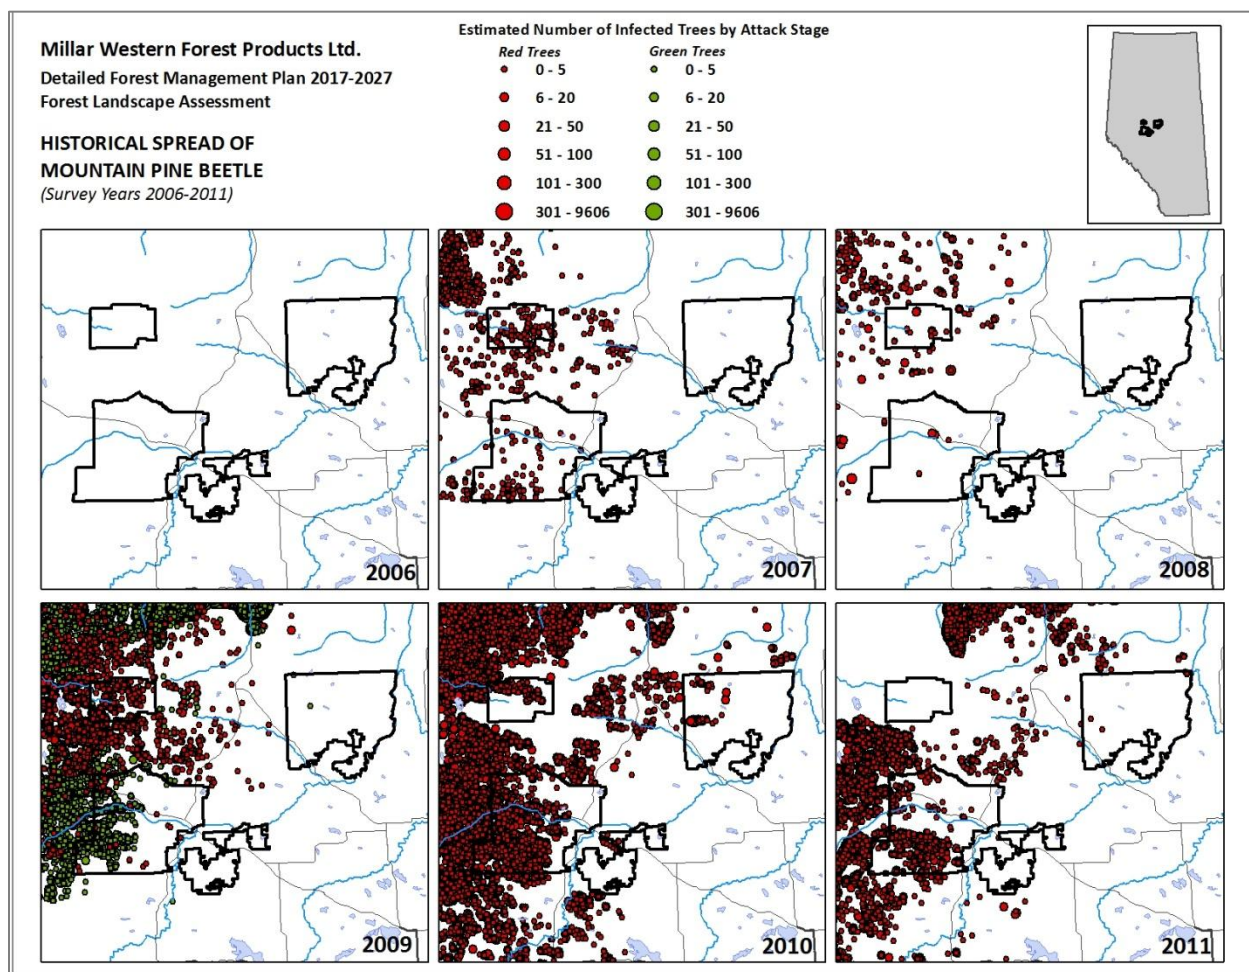 Millar Western Forest Products Ltd.
Detailed Forest Management Plan 2017-2027
Forest Landscape Assessment
HISTORICAL SPREAD OF
MOUNTAIN PINE BEETLE
(Survey Years 2006-2011)
Estimated Number of Infected Trees by Attack Stage
Red Trees
0 - 5
6 - 20
21 - 50
51 - 100
101 - 300
301 - 9606
Green Trees
0 - 5
6 - 20
21 - 50
51 - 100
101 - 300
301 - 9606
2006
2007
2008
2009
2010
2011